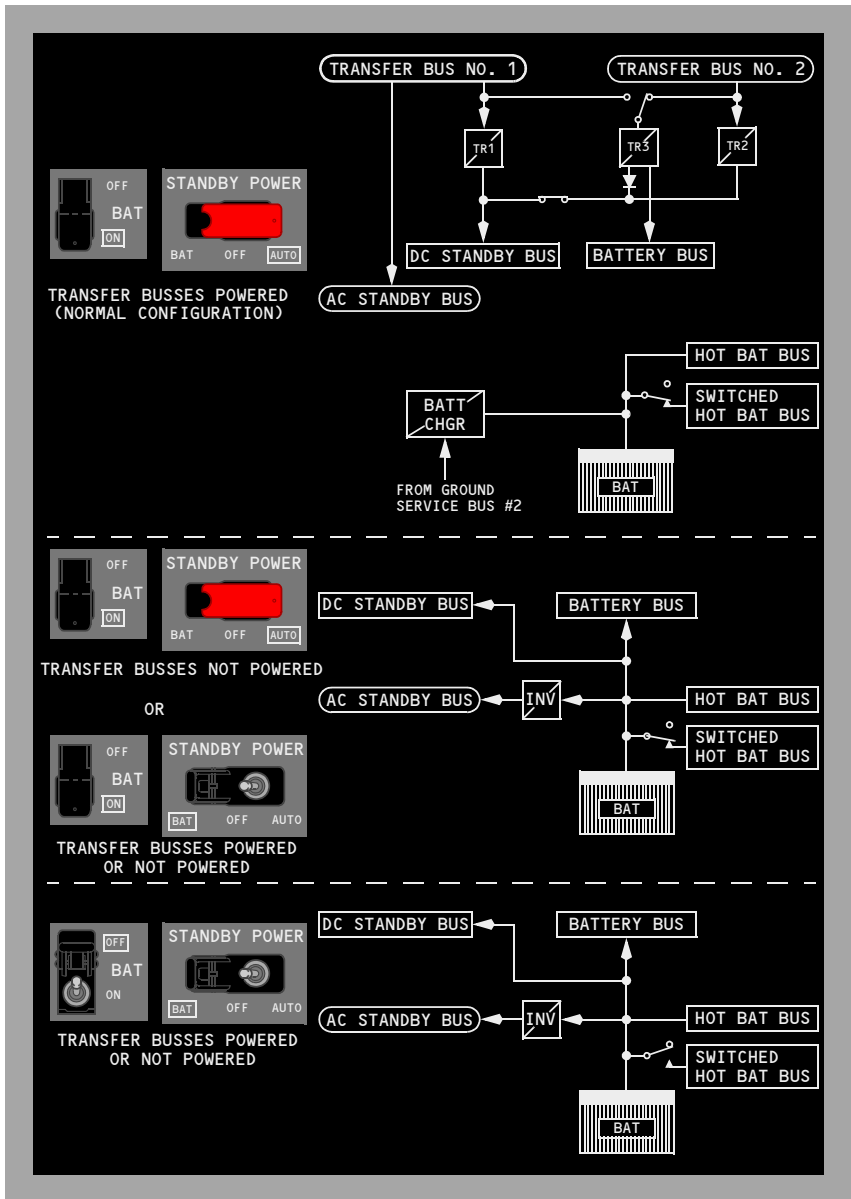 TRANSFER BUS NO. 1
TRANSFER BUS NO. 2
TR1
TR3
TR2
OFF
BAT
ON
STANDBY POWER
BAT OFF AUTO
DC STANDBY BUS
BATTERY BUS
TRANSFER BUSSES POWERED
(NORMAL CONFIGURATION)
AC STANDBY BUS
HOT BAT BUS
SWITCHED
HOT BAT BUS
BATT
CHGR
BAT
FROM GROUND
SERVICE BUS #2
OFF
BAT
ON
STANDBY POWER
BAT OFF AUTO
TRANSFER BUSSES NOT POWERED
OR
DC STANDBY BUS
BATTERY BUS
AC STANDBY BUS
INV
HOT BAT BUS
SWITCHED
HOT BAT BUS
BAT
OFF
BAT
ON
STANDBY POWER
BAT OFF AUTO
TRANSFER BUSSES POWERED
OR NOT POWERED
DC STANDBY BUS
BATTERY BUS
OFF
BAT
ON
STANDBY POWER
BAT OFF AUTO
TRANSFER BUSSES POWERED
OR NOT POWERED
AC STANDBY BUS
INV
HOT BAT BUS
SWITCHED
HOT BAT BUS
BAT